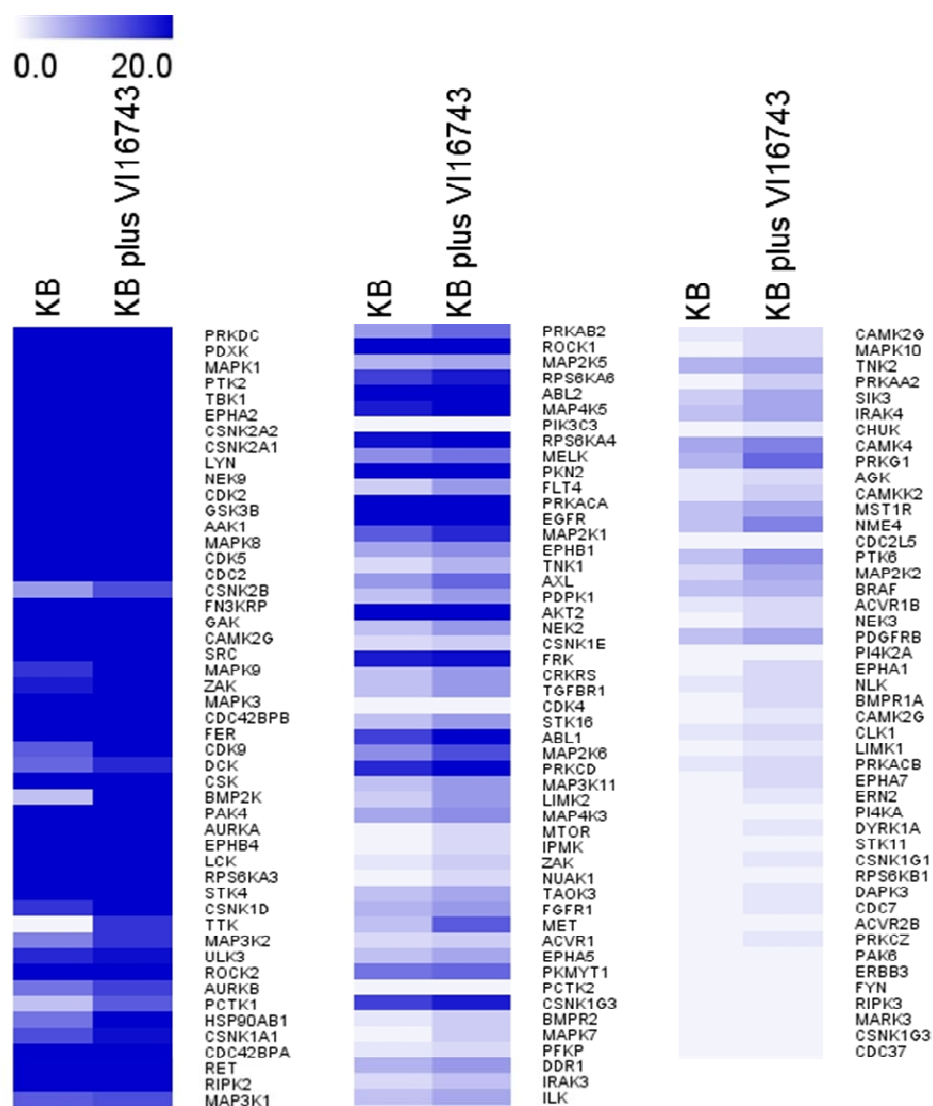 0.0 20.0
KB
KB plus VI16743
PRKDC
PDXK
MAPK1
PTK2
TBK1
EPHA2
CSNK2A2
CSNK2A1
LYN
NEK9
CDK2
GSK3B
AAK1
MAPK8
CDK5
CDC2
CSNK2B
FN3KRP
GAK
CAMK2G
SRC
MAPK9
ZAK
MAPK3
CDC42BPB
FER
CDK9
DCK
CSK
BMP2K
PAK4
AURKA
EPHB4
LCK
RPS6KA3
STK4
CSNK1D
TTK
MAP3K2
ULK3
ROCK2
AURKB
PCTK1
HSP90AB1
CSNK1A1
CDC42BPA
RET
RIPK2
MAP3K1
KB
KB plus VI16743
PRKAB2
ROCK1
MAP2K5
RPS6KA6
ABL2
MAP4K5
PIK3C3
RPS6KA4
MELK
PKN2
FLT4
PRKACA
EGFR
MAP2K1
EPHB1
TNK1
AXL
PDPK1
AKT2
NEK2
CSNK1E
FRK
CRKRS
TGFBR1
CDK4
STK16
ABL1
MAP2K6
PRKCD
MAP3K11
LIMK2
MAP4K3
MTOR
IPMK
ZAK
NUAK1
TAOK3
FGFR1
MET
ACVR1
EPHA5
PKMYT1
PCTK2
CSNK1G3
BMPR2
MAPK7
PFKP
DDR1
IRAK3
ILK
KB
KB plus VI16743
CAMK2G
MAPK10
TNK2
PRKAA2
SIK3
IRAK4
CHUK
CAMK4
PRKG1
AGK
CAMKK2
MST1R
NME4
CDC2L5
PTK6
MAP2K2
BRAF
ACVR1B
NEK3
PDGFRB
PI4K2A
EPHA1
NLK
BMPR1A
CAMK2G
CLK1
LIMK1
PRKACB
EPHA7
ERN2
PI4KA
DYRK1A
STK11
CSNK1G1
RPS6KB1
DAPK3
CDC7
ACVR2B
PRKCZ
PAK6
ERBB3
FYN
RIPK3
MARK3
CSNK1G3
CDC37